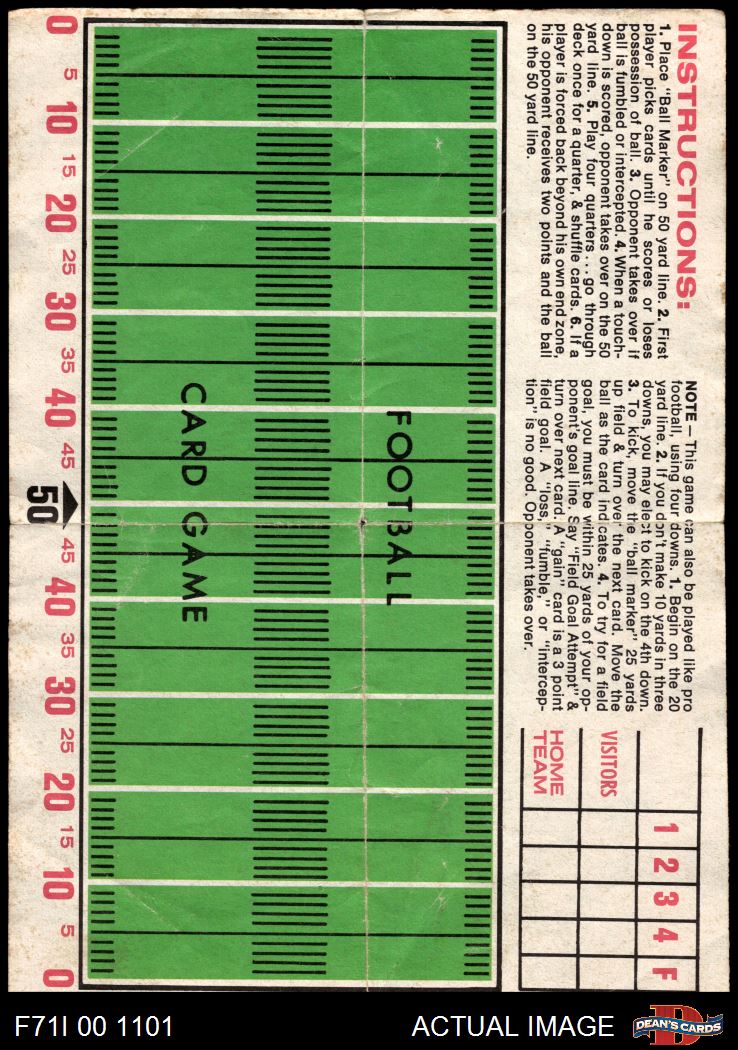 INSTRUCTIONS:
1. Place "Ball Marker" on 50 yard line. 2. First
player picks cards until he scores or loses
possession of ball. 3. Opponent takes over if
ball is fumbled or intercepted. 4. When a touch-
down is scored, opponent takes over on the 50
yard line. 5. Play four quarters...go through
deck once for a quarter, & shuffle cards. 6. If a
player is forced back beyond his own end zone,
his opponent receives two points and the ball
on the 50 yard line.
NOTE — This game can also be played like pro
football, using four downs. 1. Begin on the 20
yard line. 2. If you don't make 10 yards in three
downs, you may elect to kick on the 4th down.
3. To kick, move the "ball marker" 25 yards
up field & turn over the next card. Move the
ball as the card indicates. 4. To try for a field
goal, you must be within 25 yards of your op-
ponent's goal line. Say "Field Goal Attempt" &
turn over next card. A "gain" card is a 3 point
field goal. A "loss," "fumble," or "intercep-
tion" is no good. Opponent takes over.
1 2 3 4 F
VISITORS
HOME
TEAM
FOOTBALL
CARD GAME
0 5 10 15 20 25 30 35 40 45 50 45 40 35 30 25 20 15 10 5 0
F71I 00 1101
ACTUAL IMAGE
D
DEAN'S CARDS